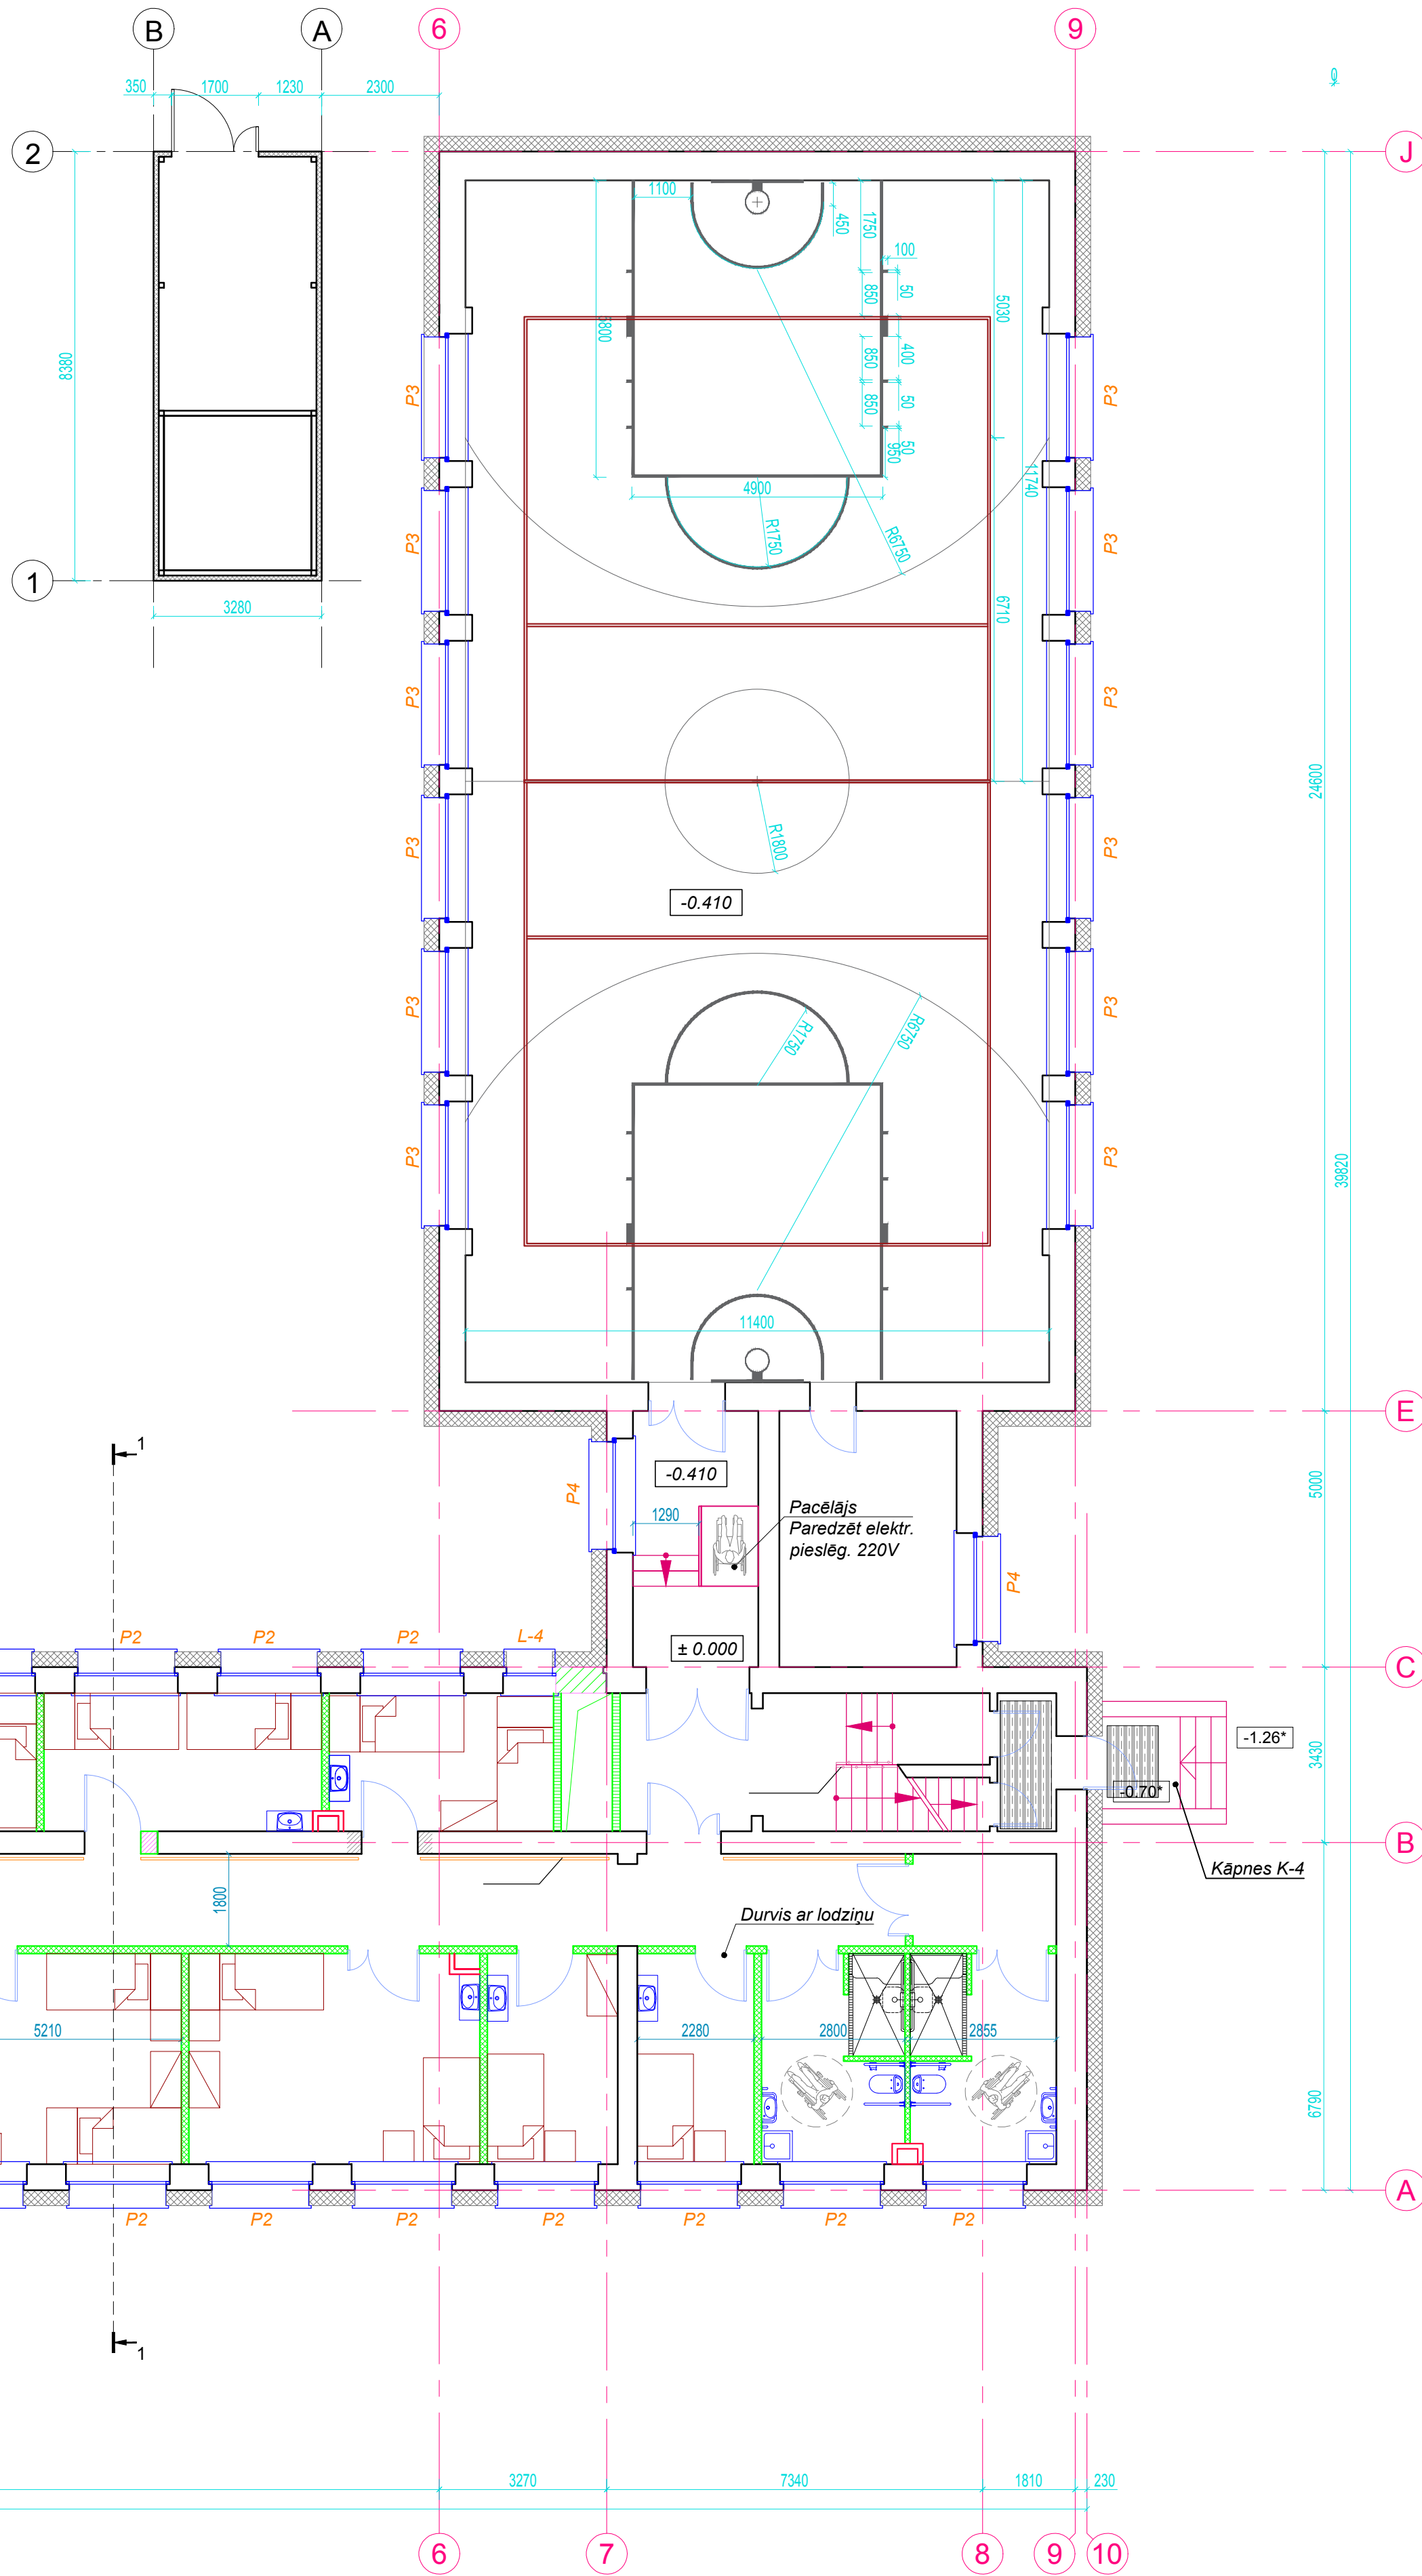 B
A
6
9
350
1700
1230
2300
0
2
J
1100
450
1750
100
850
50
5030
5800
8380
850
400
P3
P3
850
50
50
950
11740
4900
P3
R1750
R6750
P3
1
3280
6710
P3
P3
24600
R1800
P3
P3
-0.410
P3
R1750
R6750
P3
P3
P3
39820
11400
E
1
-0.410
P4
1290
Pacēlājs
Paredzēt elektr.
pieslēg. 220V
5000
P4
P2
P2
P2
L-4
± 0.000
C
-1.26*
3430
-0.70*
B
Kāpnes K-4
1800
Durvis ar lodziņu
5210
2280
2800
2855
6790
A
P2
P2
P2
P2
P2
P2
P2
1
3270
7340
1810
230
6
7
8
9
10